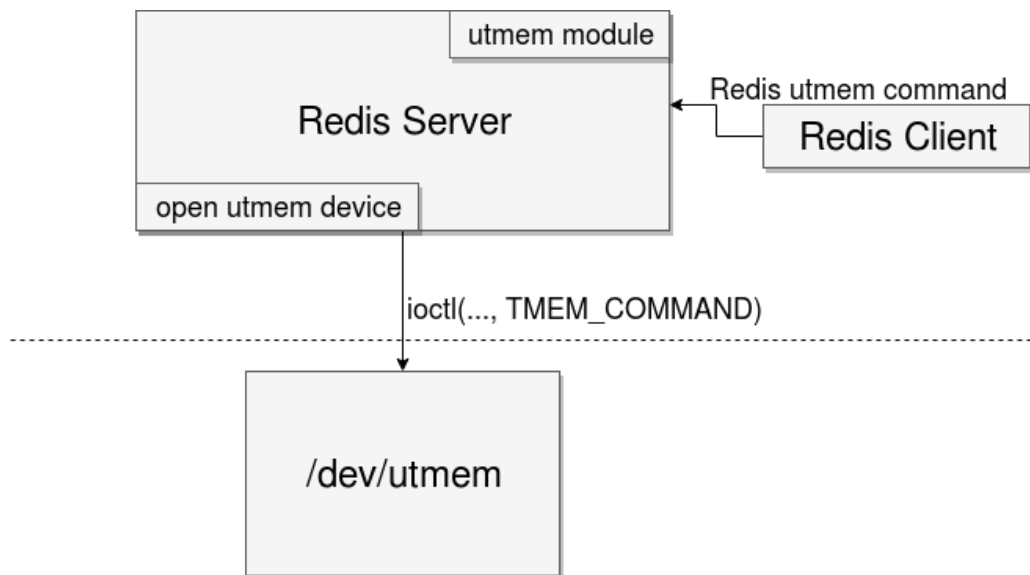 utmem module
Redis utmem command
Redis Server
Redis Client
open utmem device
ioctl(..., TMEM_COMMAND)
/dev/utmem